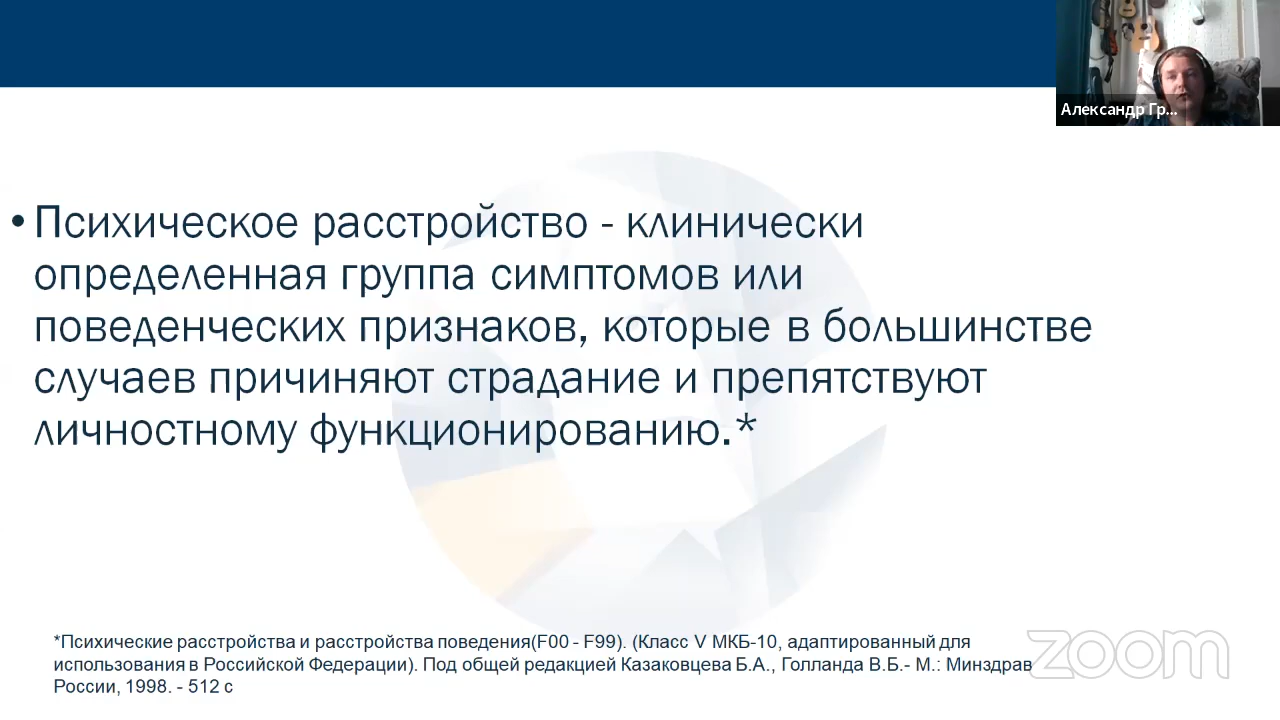 Александр Гр...
• Психическое расстройство - клинически
определенная группа симптомов или
поведенческих признаков, которые в большинстве
случаев причиняют страдание и препятствуют
личностному функционированию.*
*Психические расстройства и расстройства поведения(F00 - F99). (Класс V МКБ-10, адаптированный для
использования в Российской Федерации). Под общей редакцией Казаковцева Б.А., Голланда В.Б.- М.: Минздрав
России, 1998. - 512 с
zoom